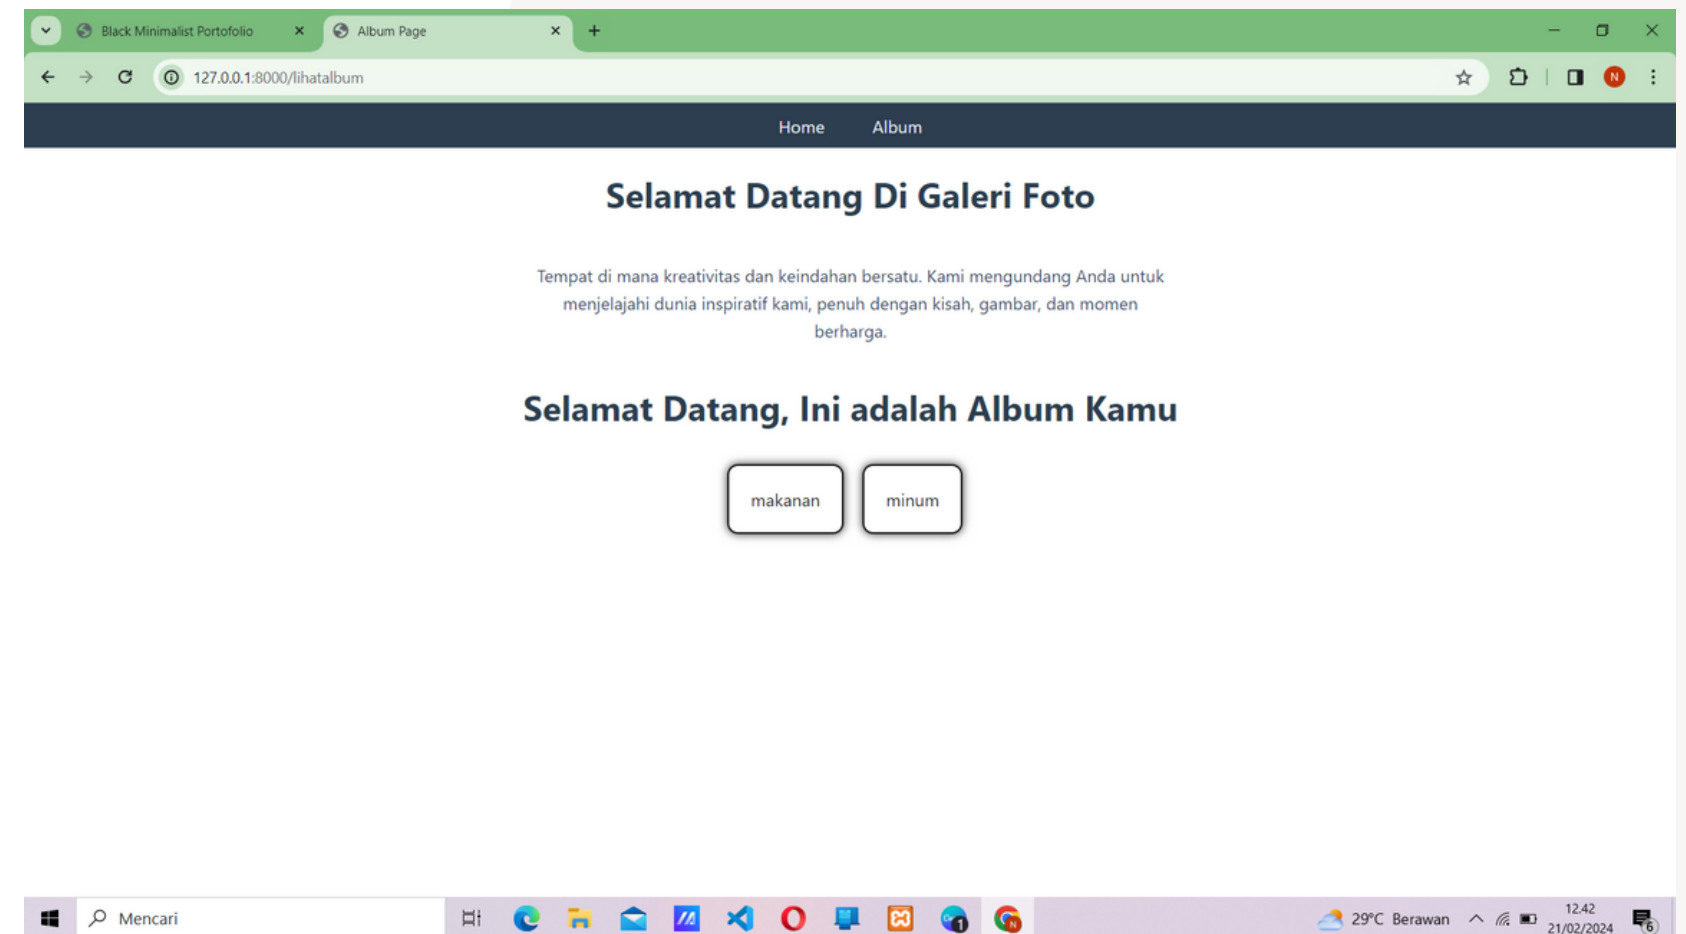 Black Minimalist Portofolio
Album Page
127.0.0.1:8000/lihatalbum
N
Home Album
Selamat Datang Di Galeri Foto
Tempat di mana kreativitas dan keindahan bersatu. Kami mengundang Anda untuk
menjelajahi dunia inspiratif kami, penuh dengan kisah, gambar, dan momen
berharga.
Selamat Datang, Ini adalah Album Kamu
makanan minum
Mencari
29°C Berawan
12.42
21/02/2024
6